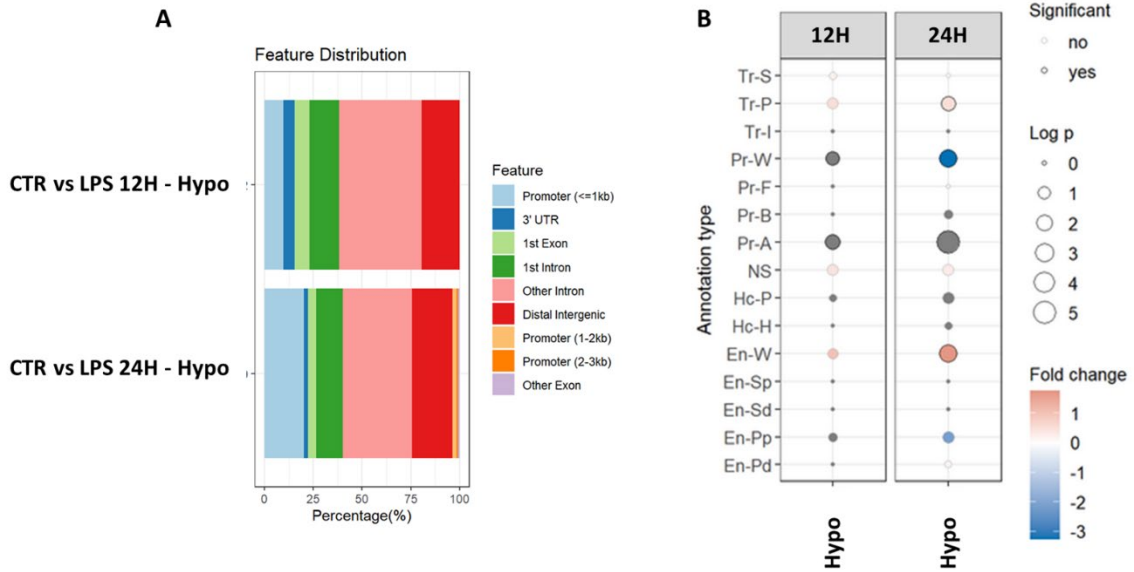 A
Feature Distribution
CTR vs LPS 12H - Hypo
CTR vs LPS 24H - Hypo
0
25
50
75
100
Percentage(%)
Feature
Promoter (<=1kb)
3' UTR
1st Exon
1st Intron
Other Intron
Distal Intergenic
Promoter (1-2kb)
Promoter (2-3kb)
Other Exon
B
12H
24H
Annotation type
Tr-S
Tr-P
Tr-I
Pr-W
Pr-F
Pr-B
Pr-A
NS
Hc-P
Hc-H
En-W
En-Sp
En-Sd
En-Pp
En-Pd
Hypo
Hypo
Significant
no
yes
Log p
0
1
2
3
4
5
Fold change
1
0
-1
-2
-3